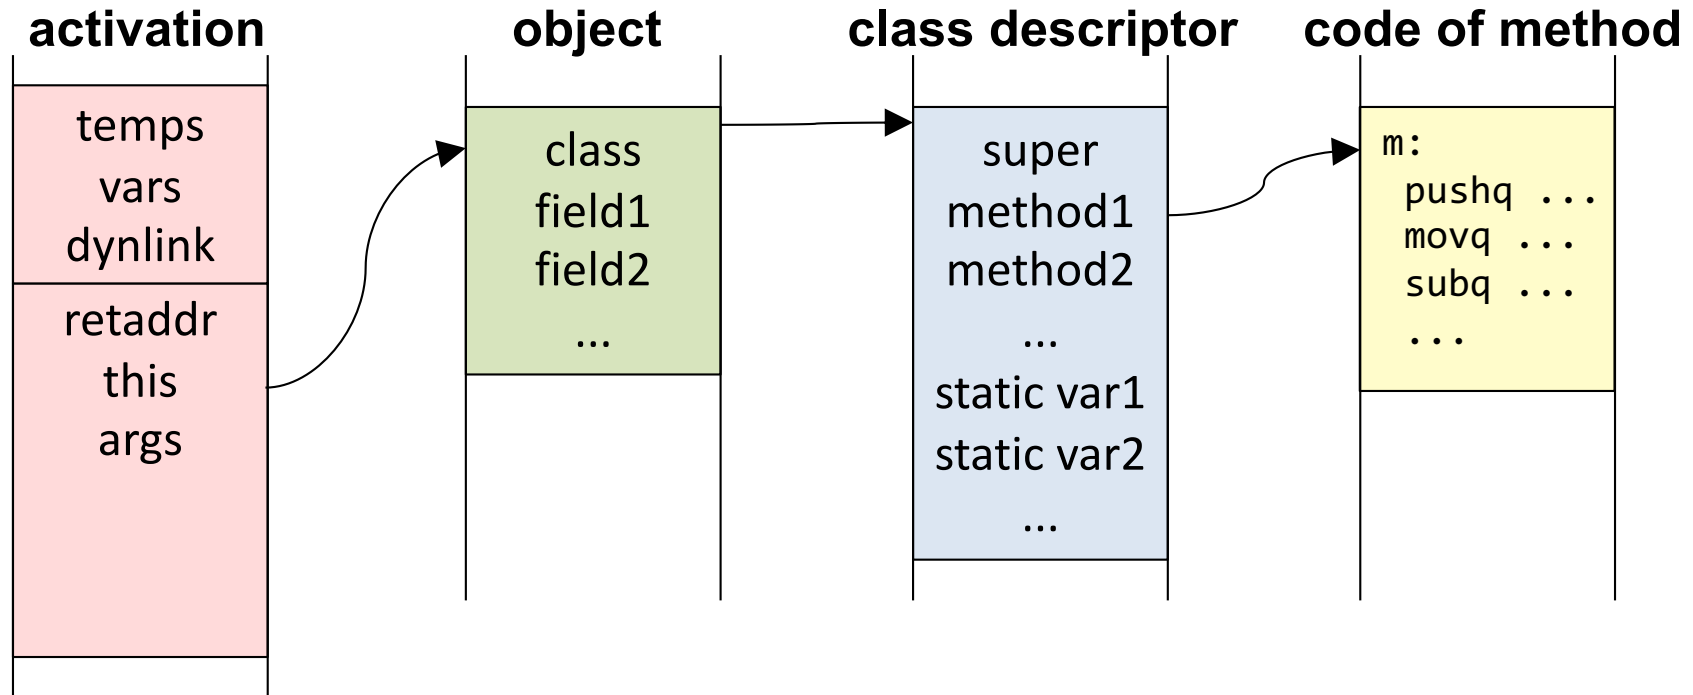 activation
temps
vars
dynlink
retaddr
this
args
object
class
field1
field2
...
class descriptor
super
method1
method2
...
static var1
static var2
...
code of method
m:
pushq ...
movq ...
subq ...
...